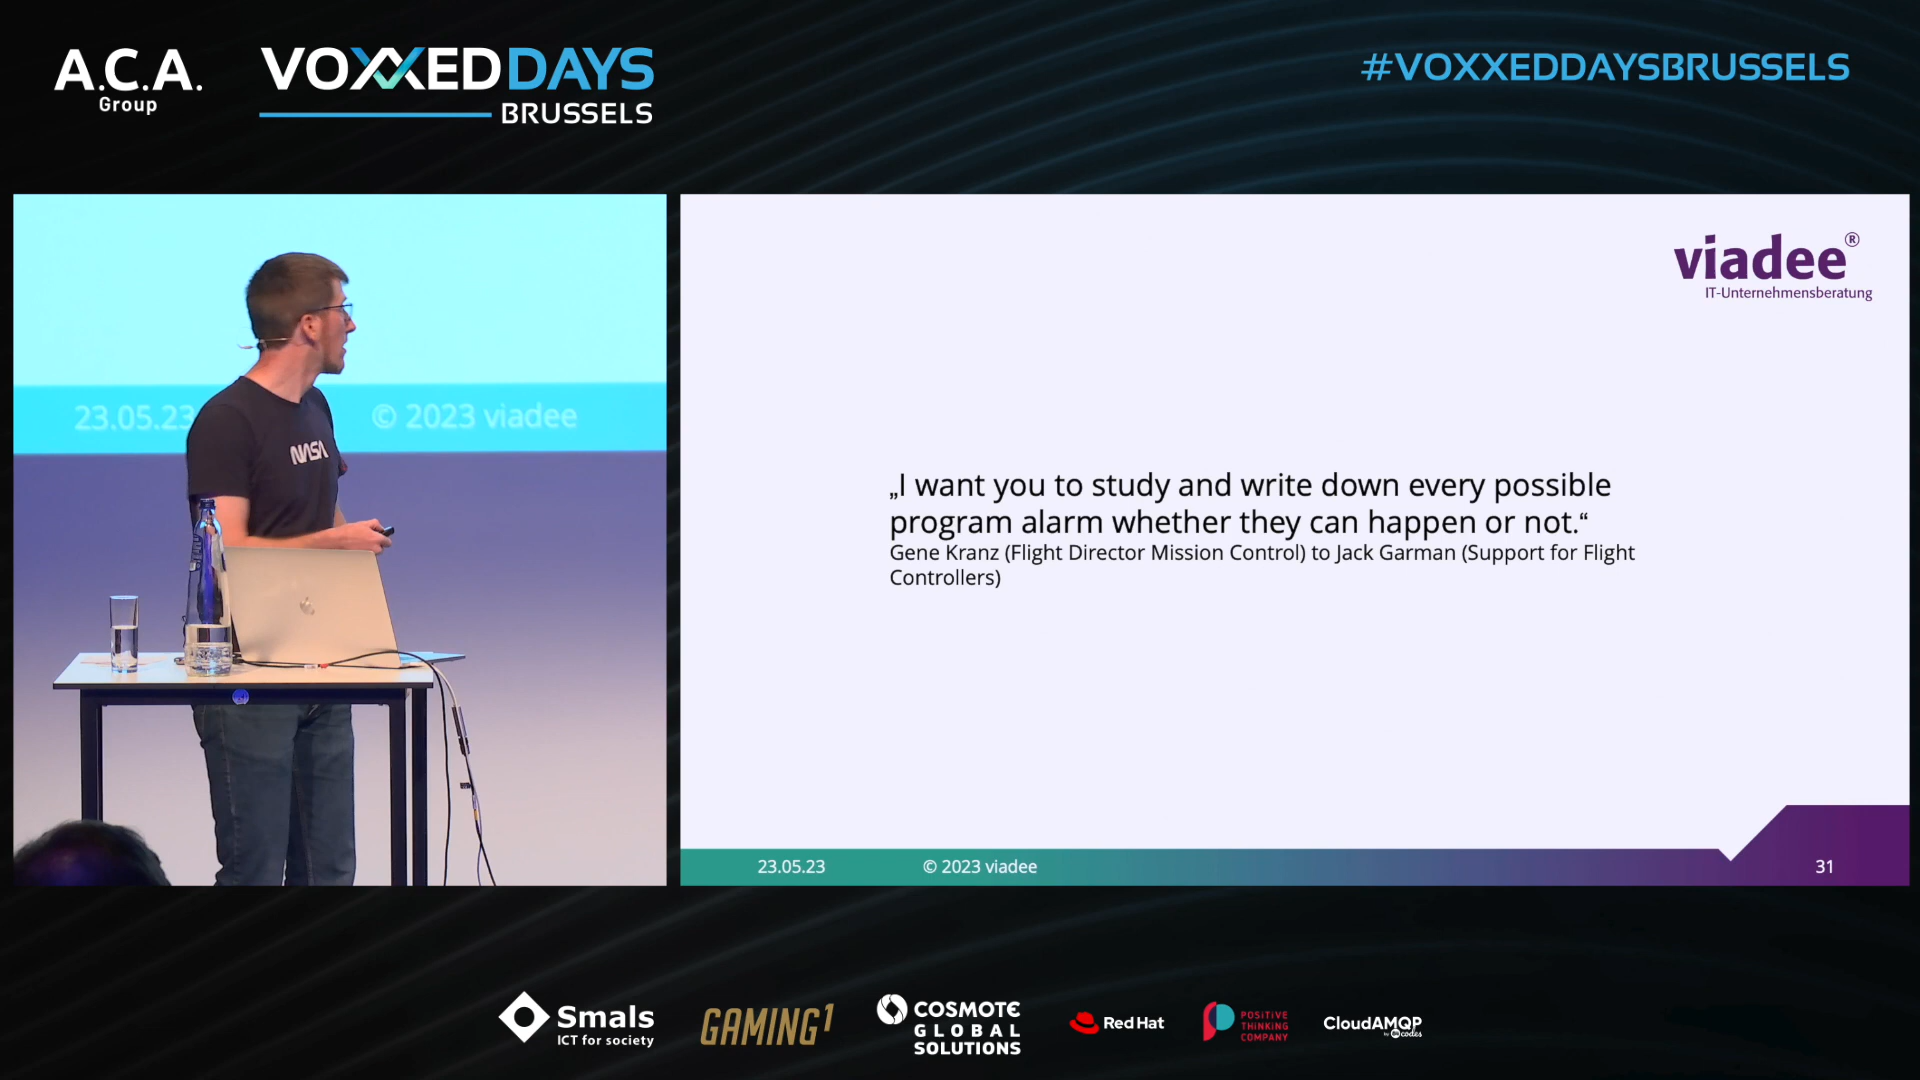 A.C.A.
Group
VOXXEDDAYS
BRUSSELS
#VOXXEDDAYSBRUSSELS
23.05.23
© 2023 viadee
NASA
viadee®
IT-Unternehmensberatung
„I want you to study and write down every possible
program alarm whether they can happen or not.“
Gene Kranz (Flight Director Mission Control) to Jack Garman (Support for Flight
Controllers)
23.05.23
© 2023 viadee
31
Smals
ICT for society
GAMING1
COSMOTE
GLOBAL
SOLUTIONS
Red Hat
POSITIVE
THINKING
COMPANY
CloudAMQP